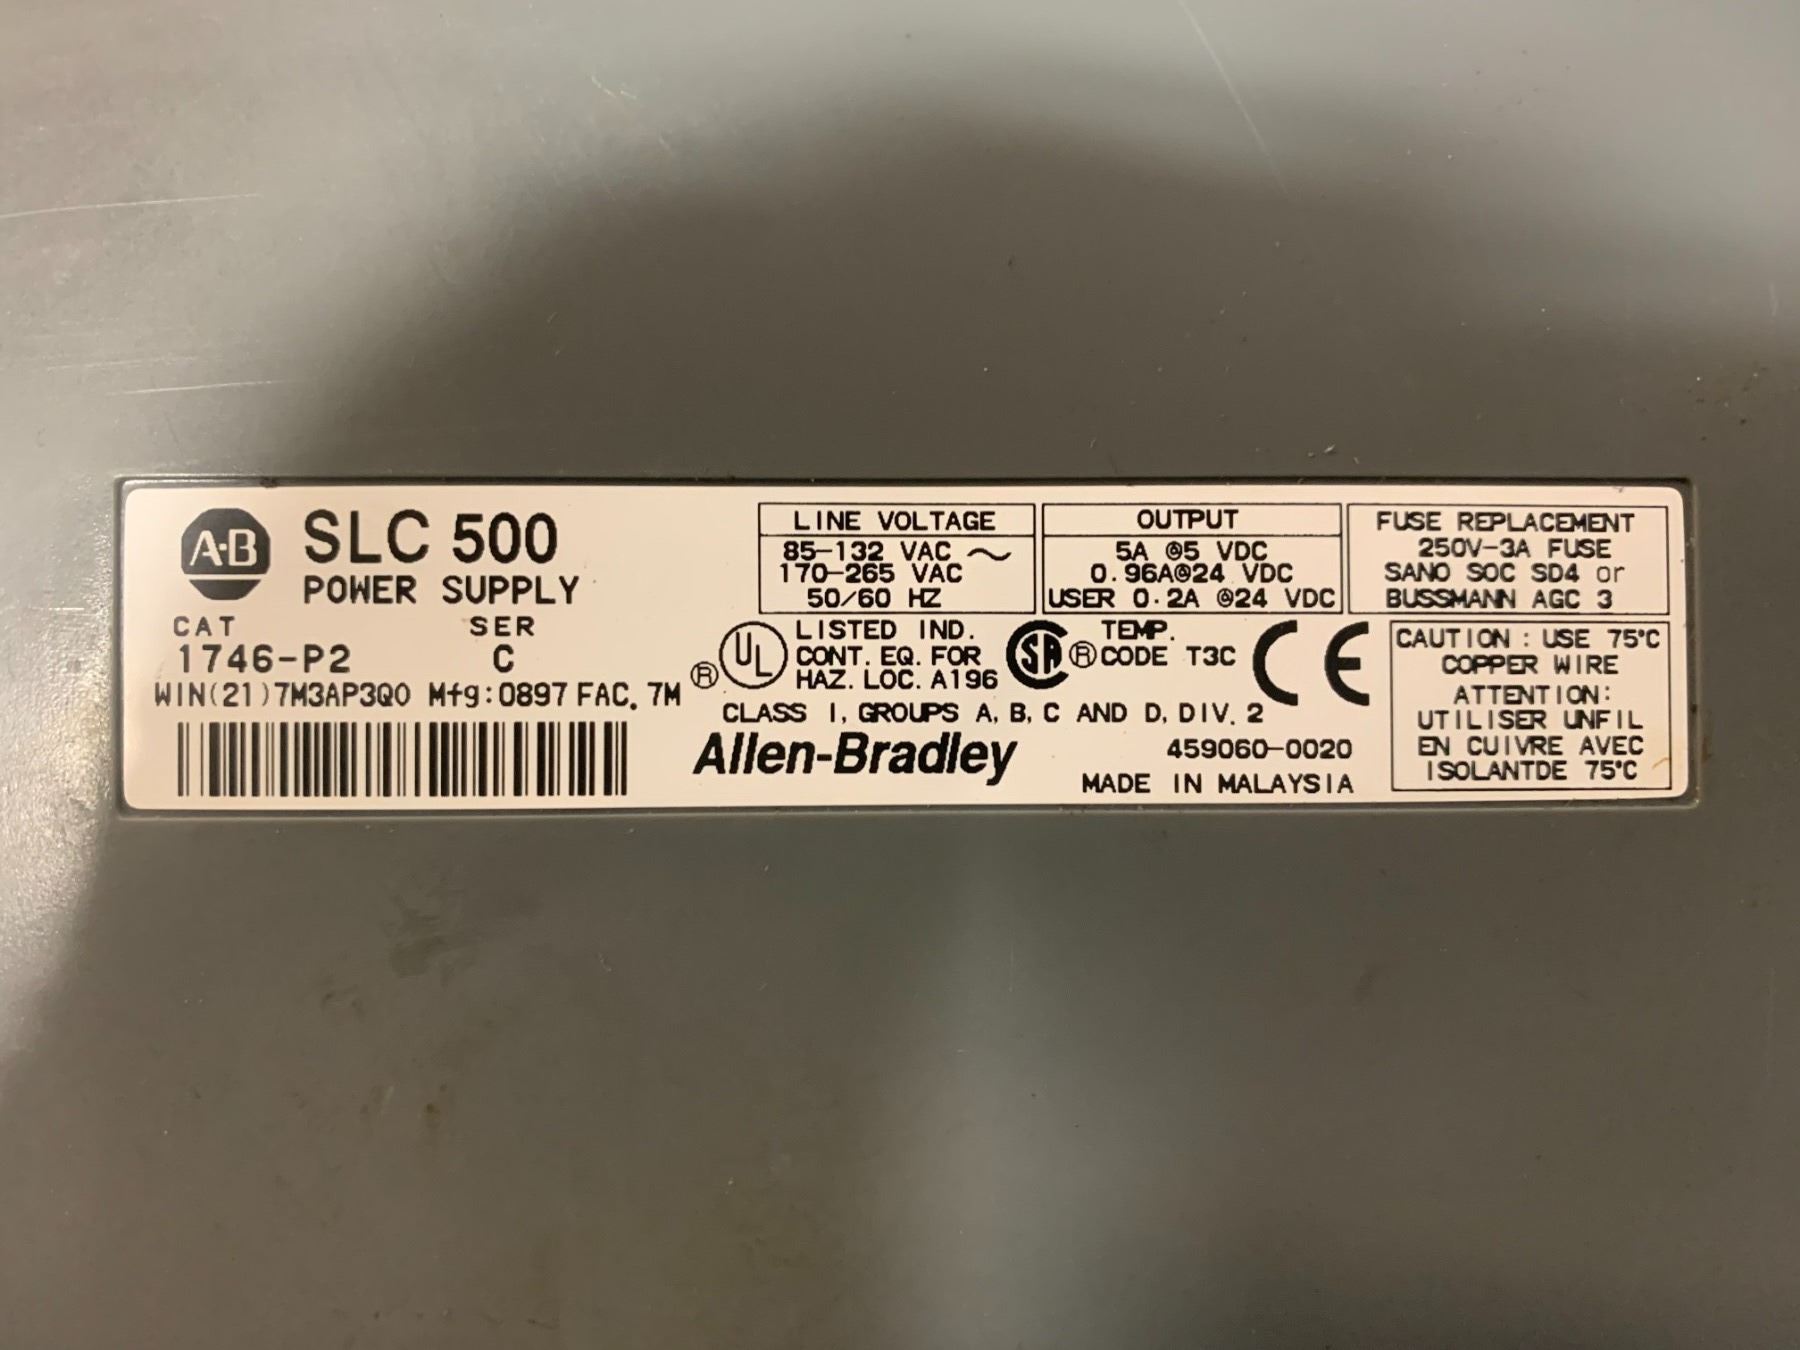 A·B
SLC 500
POWER SUPPLY
CAT SER
1746-P2 C
WIN(21)7M3AP3Q0 Mfg:0897 FAC. 7M
LINE VOLTAGE
85-132 VAC ~
170-265 VAC
50/60 HZ
OUTPUT
5A @5 VDC
0.96A@24 VDC
USER 0.2A @24 VDC
FUSE REPLACEMENT
250V-3A FUSE
SANO SOC SD4 or
BUSSMANN AGC 3
® UL
LISTED IND.
CONT. EQ. FOR
HAZ. LOC. A196
SA ®
TEMP.
CODE T3C
CE
CLASS I, GROUPS A, B, C AND D, DIV. 2
Allen-Bradley
459060-0020
MADE IN MALAYSIA
CAUTION : USE 75°C
COPPER WIRE
ATTENTION:
UTILISER UNFIL
EN CUIVRE AVEC
ISOLANTDE 75°C